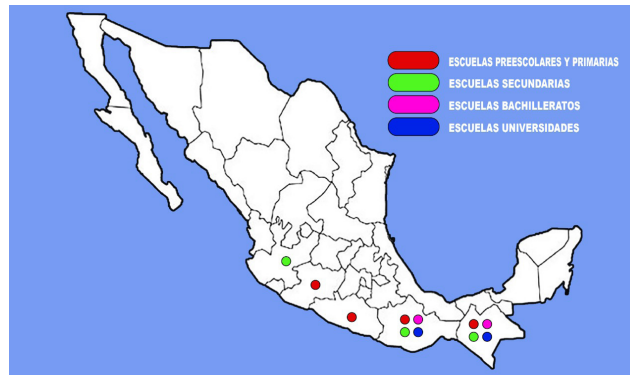 ESCUELAS PREESCOLARES Y PRIMARIAS
ESCUELAS SECUNDARIAS
ESCUELAS BACHILLERATOS
ESCUELAS UNIVERSIDADES